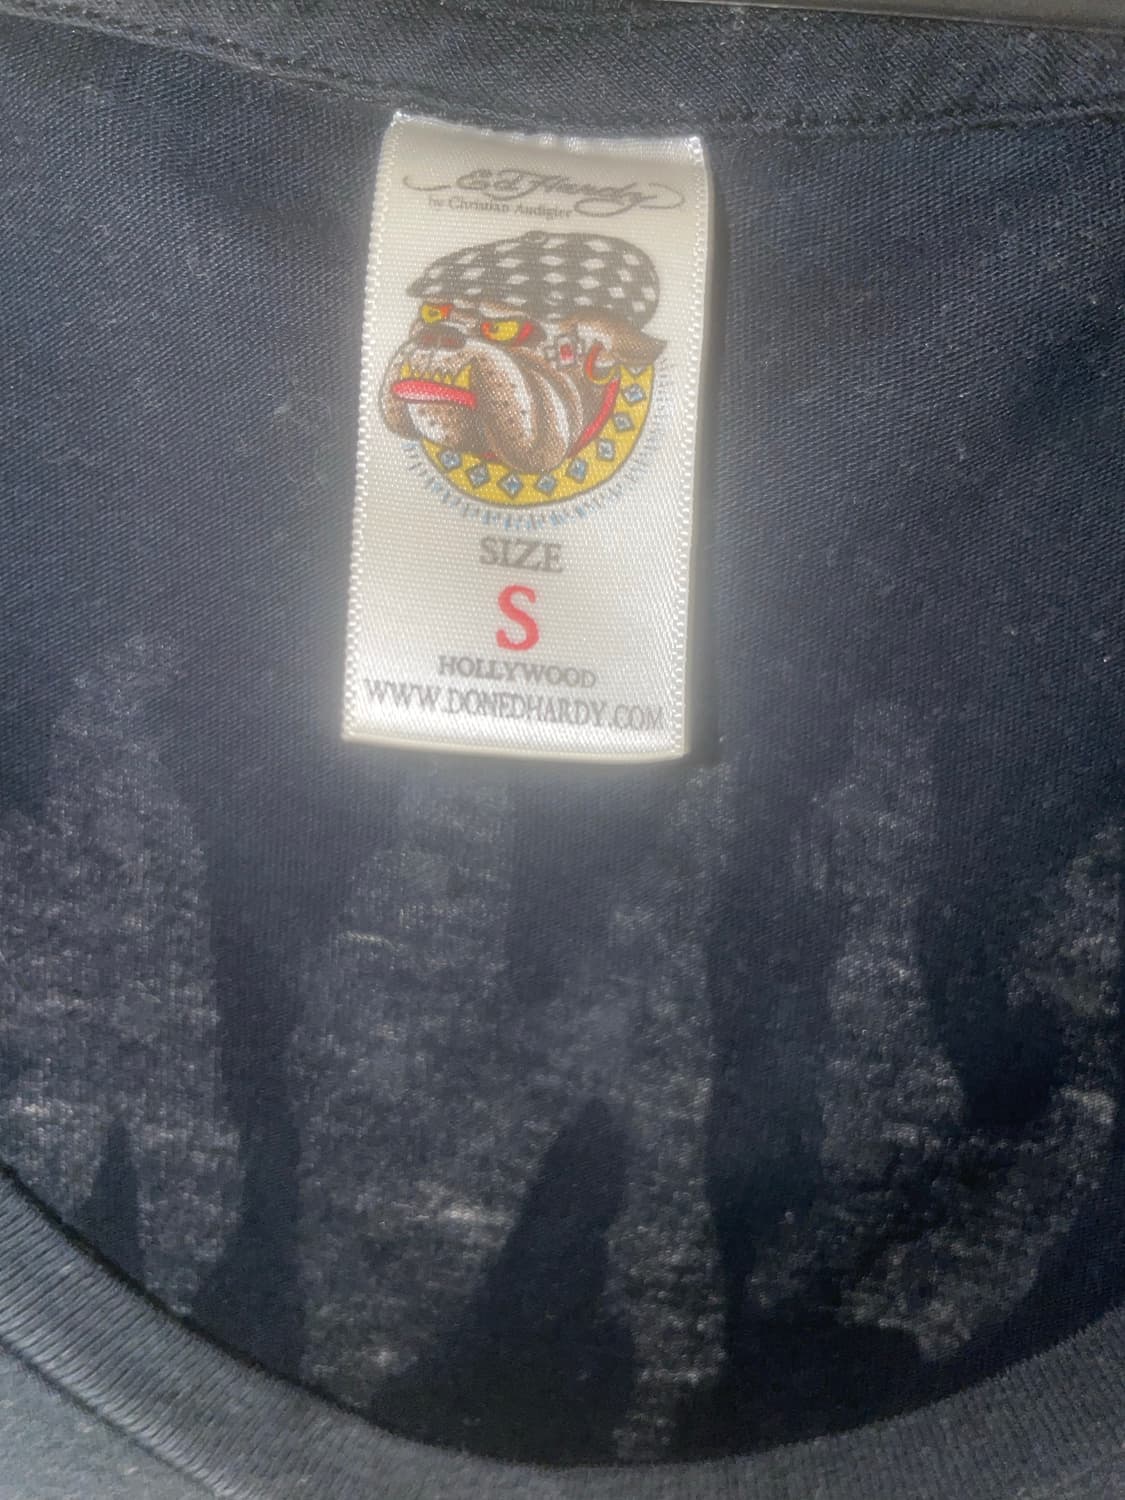 Ed Hardy
by Christian Audigier
SIZE
S
HOLLYWOOD
WWW.DONEDHARDY.COM